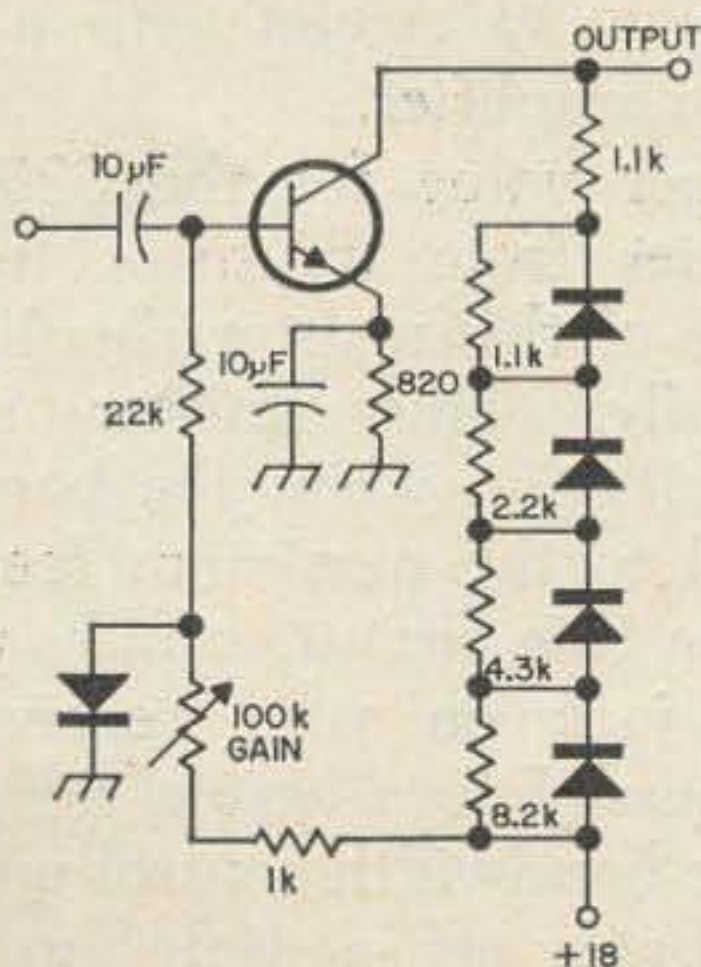 OUTPUT
1.1k
10µF
10µF
820
1.1k
22k
2.2k
4.3k
100k
GAIN
8.2k
1k
+18